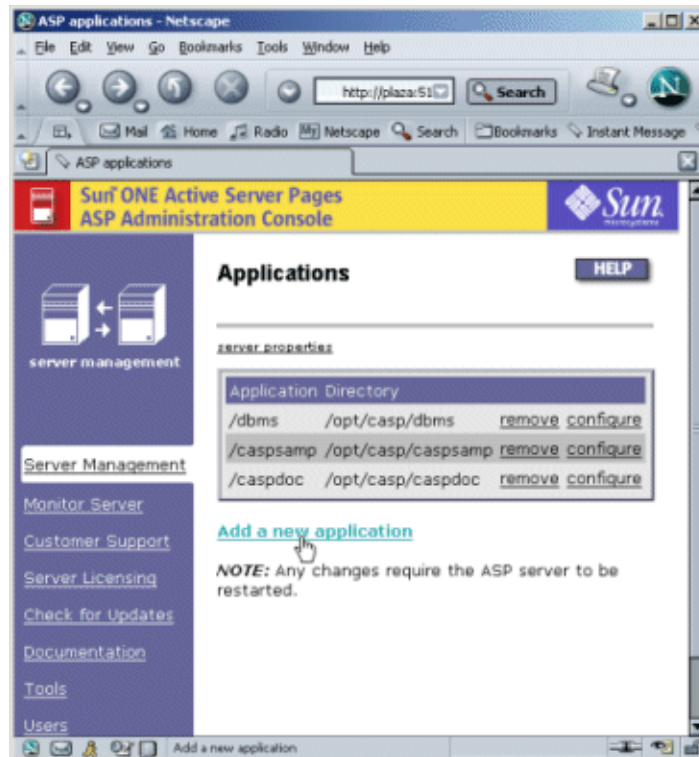 ASP applications - Netscape
File Edit View Go Bookmarks Tools Window Help
http://plaza:51 Search
Mail Home Radio My Netscape Search Bookmarks Instant Message
ASP applications
Sun ONE Active Server Pages
ASP Administration Console
Sun
microsystems
Applications
HELP
server management
server properties
Application Directory
/dbms /opt/casp/dbms remove configure
/caspsamp /opt/casp/caspsamp remove configure
/caspdoc /opt/casp/caspdoc remove configure
Server Management
Monitor Server
Customer Support
Server Licensing
Check for Updates
Documentation
Tools
Users
Add a new application
NOTE: Any changes require the ASP server to be
restarted.
Add a new application